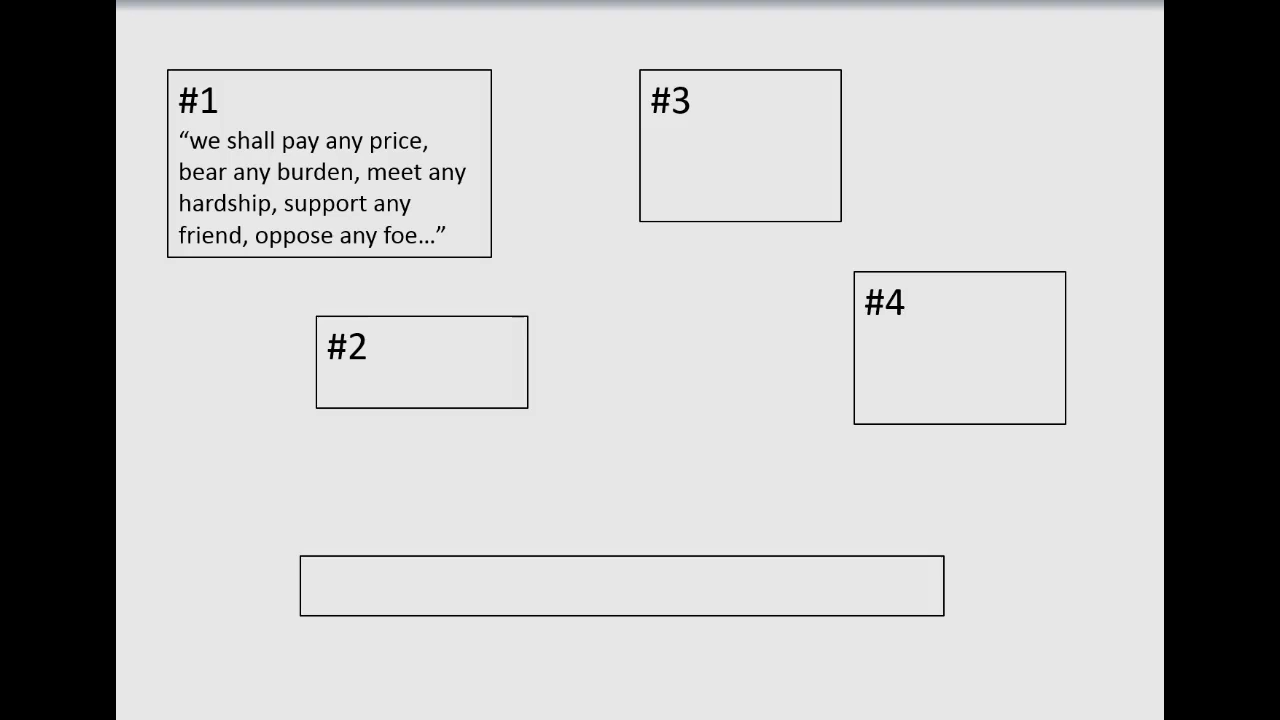 #1
“we shall pay any price,
bear any burden, meet any
hardship, support any
friend, oppose any foe…”
#2
#3
#4